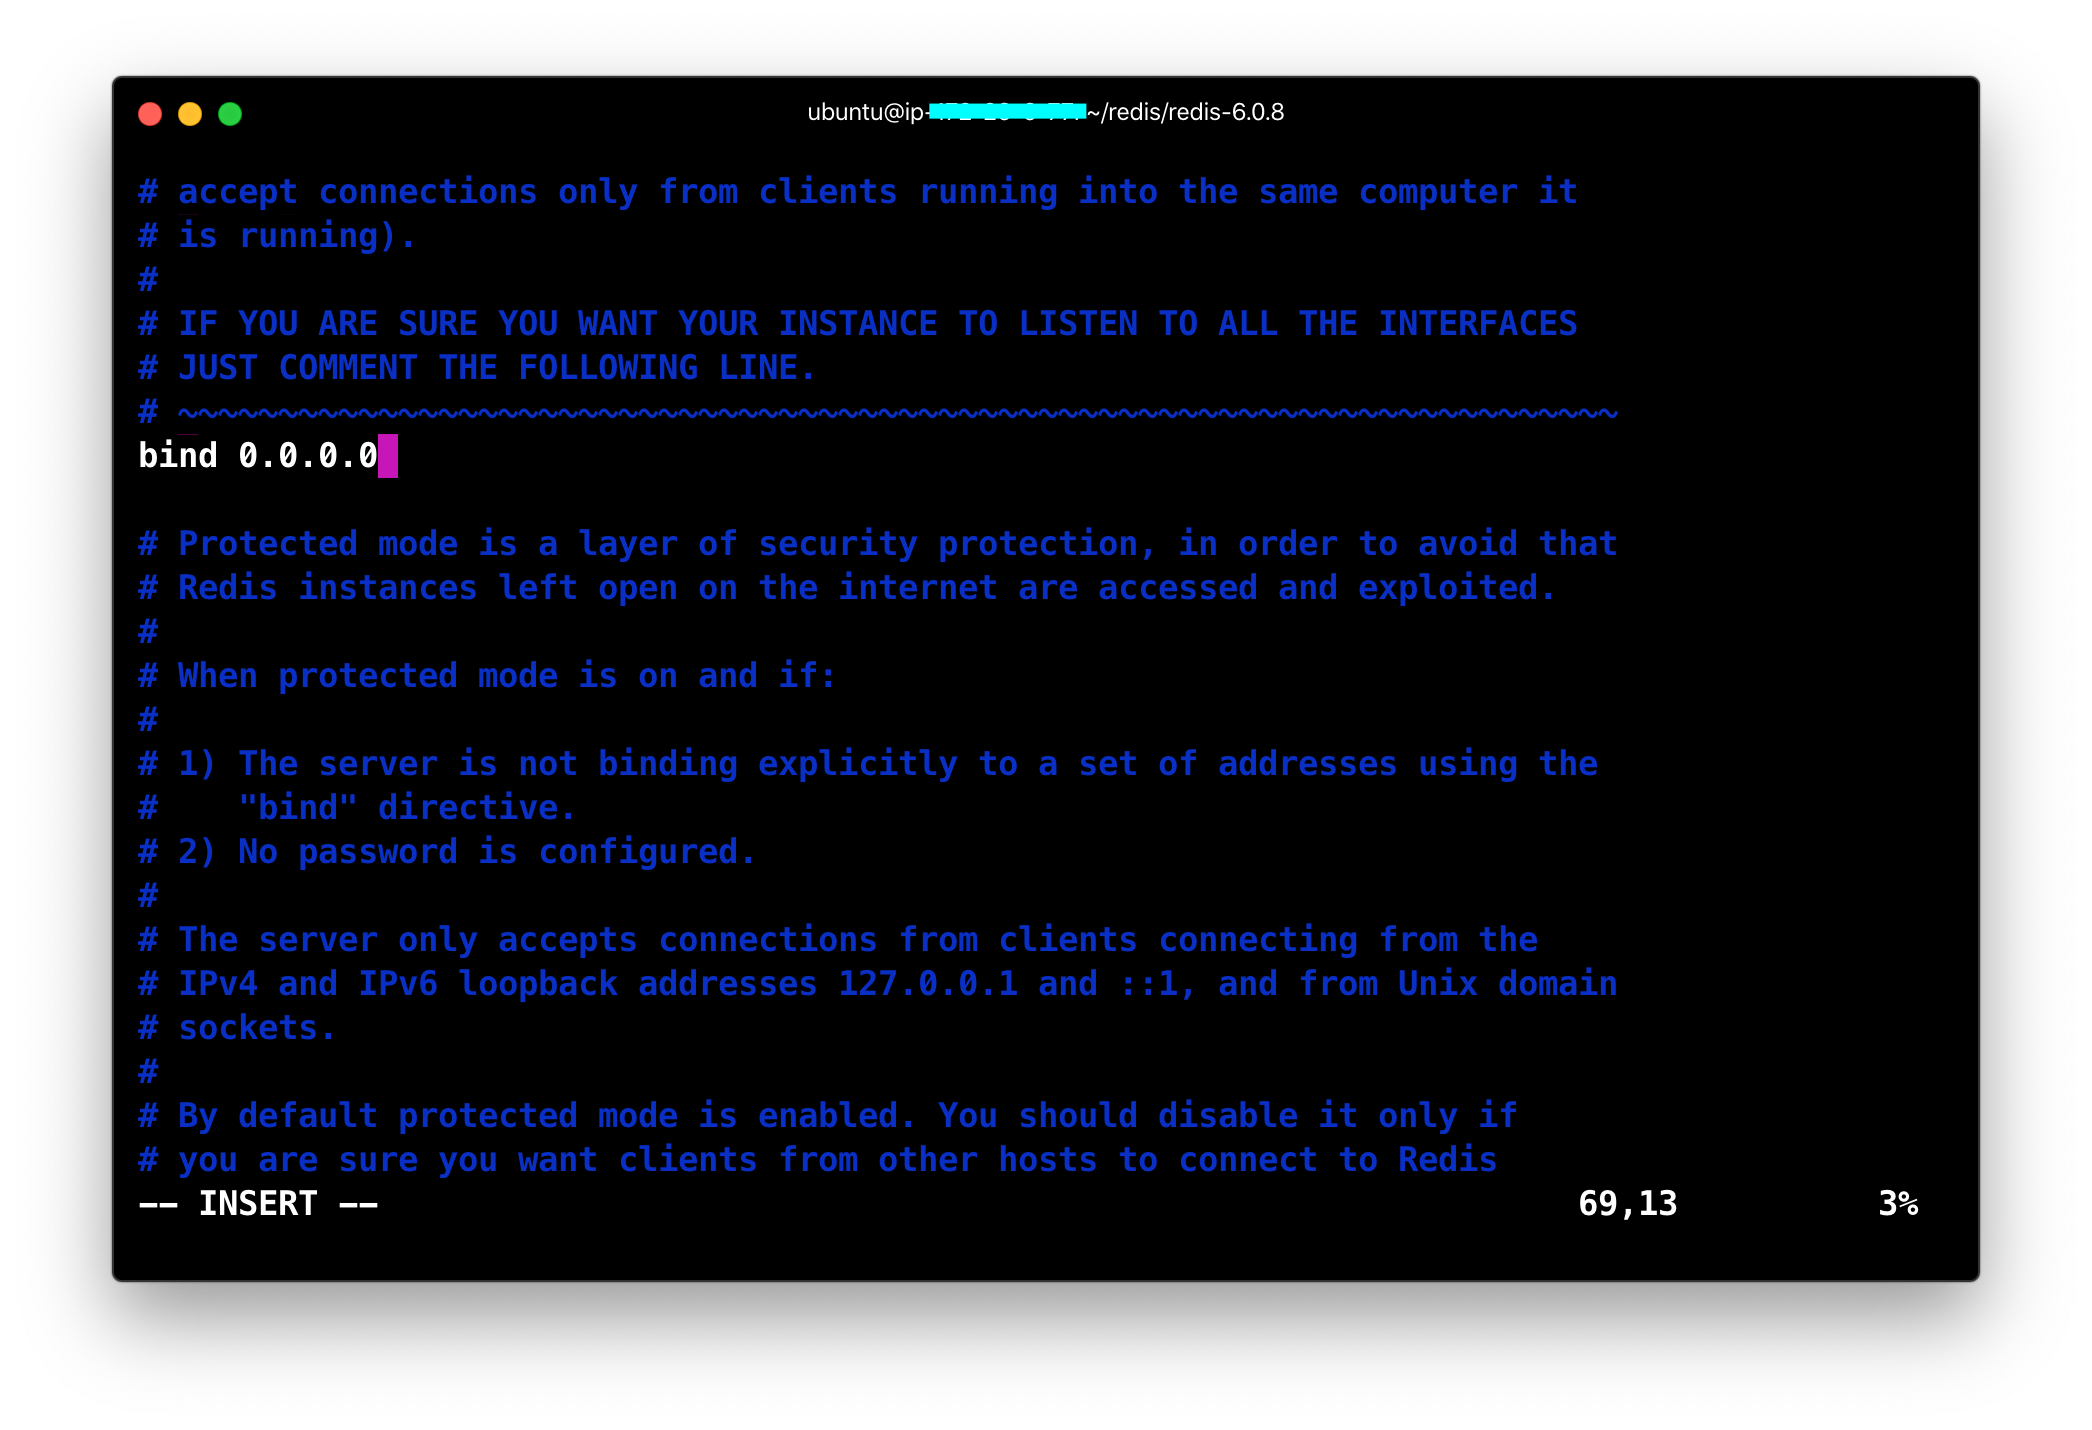 ubuntu@ip- ~/redis/redis-6.0.8
# accept connections only from clients running into the same computer it
# is running).
#
# IF YOU ARE SURE YOU WANT YOUR INSTANCE TO LISTEN TO ALL THE INTERFACES
# JUST COMMENT THE FOLLOWING LINE.
# ~~~~~~~~~~~~~~~~~~~~~~~~~~~~~~~~~~~~~~~~~~~~~~~~~~~~~~~~~~~~~~~~~~~~~~~~
bind 0.0.0.0
# Protected mode is a layer of security protection, in order to avoid that
# Redis instances left open on the internet are accessed and exploited.
#
# When protected mode is on and if:
#
# 1) The server is not binding explicitly to a set of addresses using the
#    "bind" directive.
# 2) No password is configured.
#
# The server only accepts connections from clients connecting from the
# IPv4 and IPv6 loopback addresses 127.0.0.1 and ::1, and from Unix domain
# sockets.
#
# By default protected mode is enabled. You should disable it only if
# you are sure you want clients from other hosts to connect to Redis
-- INSERT -- 69,13 3%